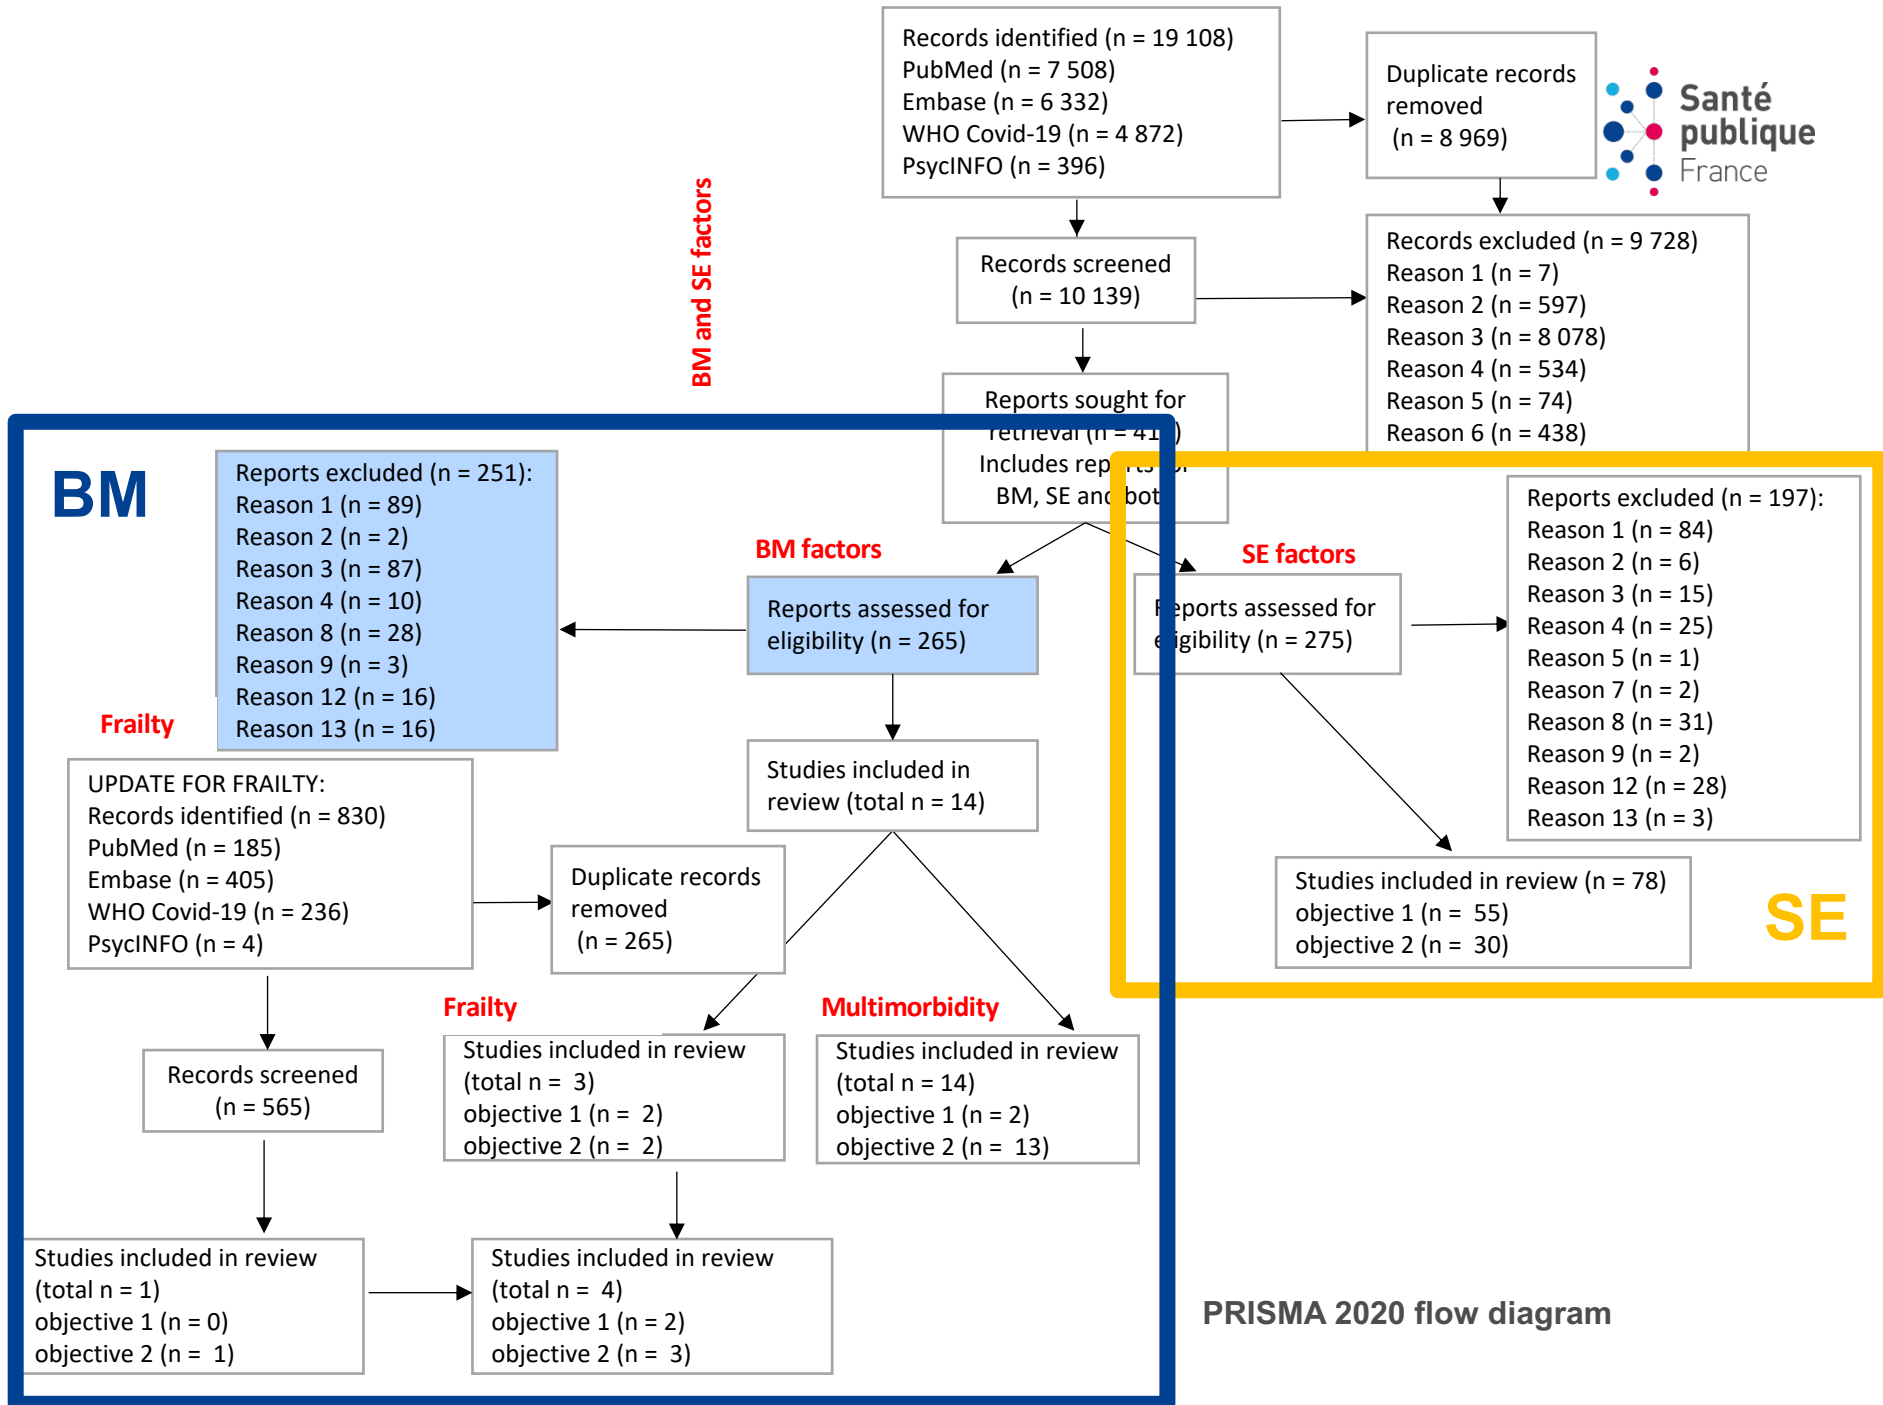 Records identified (n = 19 108)
PubMed (n = 7 508)
Embase (n = 6 332)
WHO Covid-19 (n = 4 872)
PsycINFO (n = 396)
Duplicate records
removed
(n = 8 969)
Santé
publique
France
BM and SE factors
Records screened
(n = 10 139)
Records excluded (n = 9 728)
Reason 1 (n = 7)
Reason 2 (n = 597)
Reason 3 (n = 8 078)
Reason 4 (n = 534)
Reason 5 (n = 74)
Reason 6 (n = 438)
Reports sought for
retrieval (n =
Includes reports
BM, SE and
BM
Reports excluded (n = 251):
Reason 1 (n = 89)
Reason 2 (n = 2)
Reason 3 (n = 87)
Reason 4 (n = 10)
Reason 8 (n = 28)
Reason 9 (n = 3)
Reason 12 (n = 16)
Reason 13 (n = 16)
BM factors
Reports assessed for
eligibility (n = 265)
SE factors
Reports assessed for
eligibility (n = 275)
Reports excluded (n = 197):
Reason 1 (n = 84)
Reason 2 (n = 6)
Reason 3 (n = 15)
Reason 4 (n = 25)
Reason 5 (n = 1)
Reason 7 (n = 2)
Reason 8 (n = 31)
Reason 9 (n = 2)
Reason 12 (n = 28)
Reason 13 (n = 3)
Studies included in review (n = 78)
objective 1 (n = 55)
objective 2 (n = 30)
SE
Frailty
UPDATE FOR FRAILTY:
Records identified (n = 830)
PubMed (n = 185)
Embase (n = 405)
WHO Covid-19 (n = 236)
PsycINFO (n = 4)
Duplicate records
removed
(n = 265)
Studies included in
review (total n = 14)
Records screened
(n = 565)
Frailty
Studies included in review
(total n = 3)
objective 1 (n = 2)
objective 2 (n = 2)
Multimorbidity
Studies included in review
(total n = 14)
objective 1 (n = 2)
objective 2 (n = 13)
Studies included in review
(total n = 1)
objective 1 (n = 0)
objective 2 (n = 1)
Studies included in review
(total n = 4)
objective 1 (n = 2)
objective 2 (n = 3)
PRISMA 2020 flow diagram